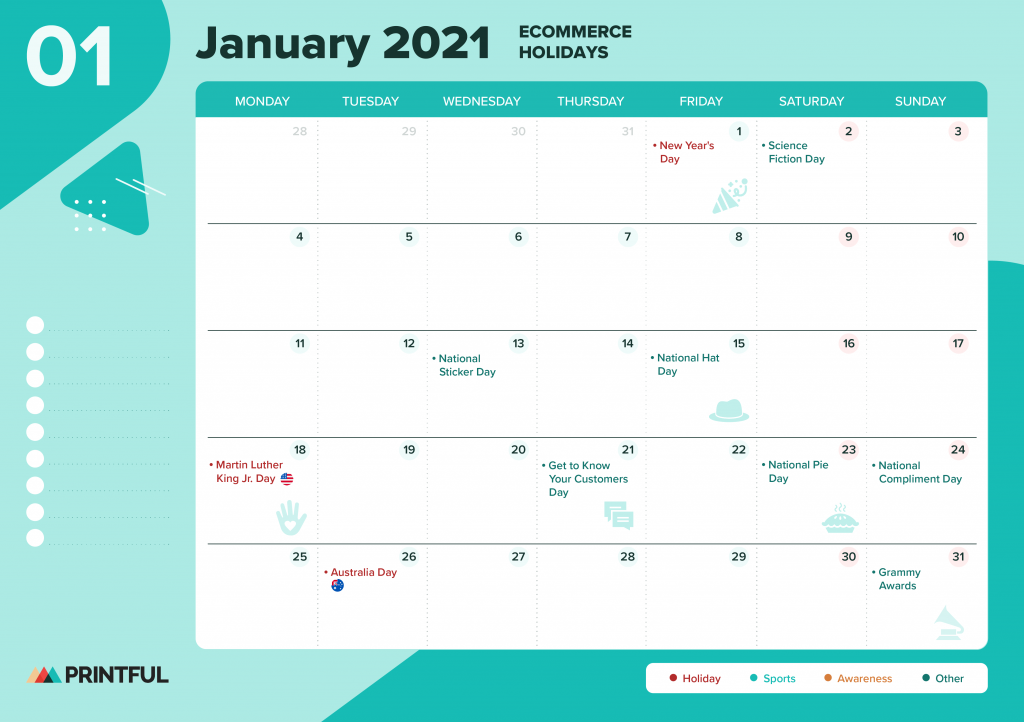 01
January 2021
ECOMMERCE
HOLIDAYS
MONDAY TUESDAY WEDNESDAY THURSDAY FRIDAY SATURDAY SUNDAY
28 29 30 31 1 2 3
• New Year's
Day
• Science
Fiction Day
4 5 6 7 8 9 10
11 12 13 14 15 16 17
• National
Sticker Day
• National Hat
Day
18 19 20 21 22 23 24
• Martin Luther
King Jr. Day
• Get to Know
Your Customers
Day
• National Pie
Day
• National
Compliment Day
25 26 27 28 29 30 31
• Australia Day
• Grammy
Awards
PRINTFUL
Holiday Sports Awareness Other